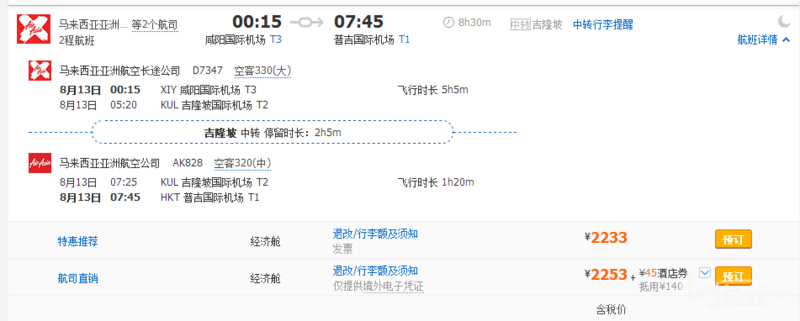 马来西亚亚洲... 等2个航司
2程航班
00:15
咸阳国际机场 T3
07:45
普吉国际机场 T1
8h30m
中转 吉隆坡 中转行李提醒
航班详情
AirAsia X
马来西亚亚洲航空长途公司 D7347 空客330(大)
8月13日 00:15 XIY 咸阳国际机场 T3 飞行时长 5h5m
8月13日 05:20 KUL 吉隆坡国际机场 T2
吉隆坡 中转 停留时长：2h5m
AirAsia
马来西亚亚洲航空公司 AK828 空客320(中)
8月13日 07:25 KUL 吉隆坡国际机场 T2 飞行时长 1h20m
8月13日 07:45 HKT 普吉国际机场 T1
特惠推荐 经济舱 退改/行李额及须知 ¥2233 预订
发票
航司直销 经济舱 退改/行李额及须知 ¥2253 + ¥45酒店券 预订
仅提供境外电子凭证 抵用¥140
含税价